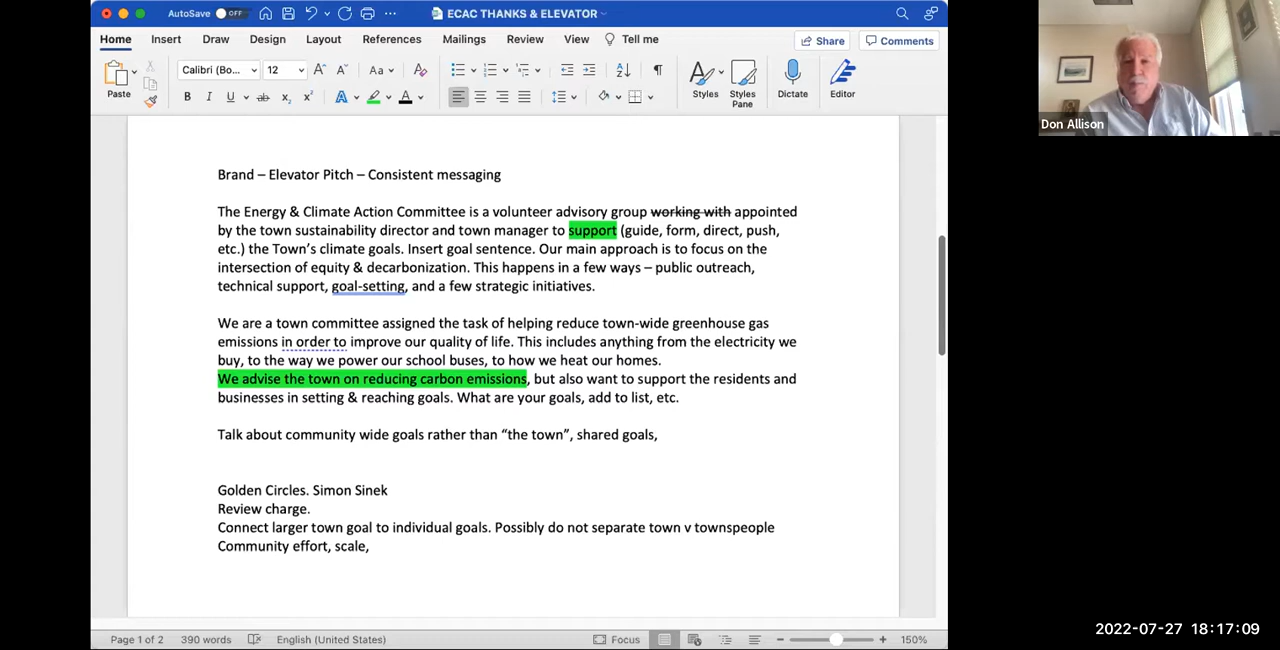 AutoSave OFF ECAC THANKS & ELEVATOR
Home Insert Draw Design Layout References Mailings Review View Tell me Share Comments
Calibri (Bo... 12 Aa
Paste Styles Styles Pane Dictate Editor
Don Allison
Brand – Elevator Pitch – Consistent messaging
The Energy & Climate Action Committee is a volunteer advisory group working with appointed
by the town sustainability director and town manager to support (guide, form, direct, push,
etc.) the Town’s climate goals. Insert goal sentence. Our main approach is to focus on the
intersection of equity & decarbonization. This happens in a few ways – public outreach,
technical support, goal-setting, and a few strategic initiatives.
We are a town committee assigned the task of helping reduce town-wide greenhouse gas
emissions in order to improve our quality of life. This includes anything from the electricity we
buy, to the way we power our school buses, to how we heat our homes.
We advise the town on reducing carbon emissions, but also want to support the residents and
businesses in setting & reaching goals. What are your goals, add to list, etc.
Talk about community wide goals rather than “the town”, shared goals,
Golden Circles. Simon Sinek
Review charge.
Connect larger town goal to individual goals. Possibly do not separate town v townspeople
Community effort, scale,
Page 1 of 2 390 words English (United States) Focus 150%
2022-07-27 18:17:09